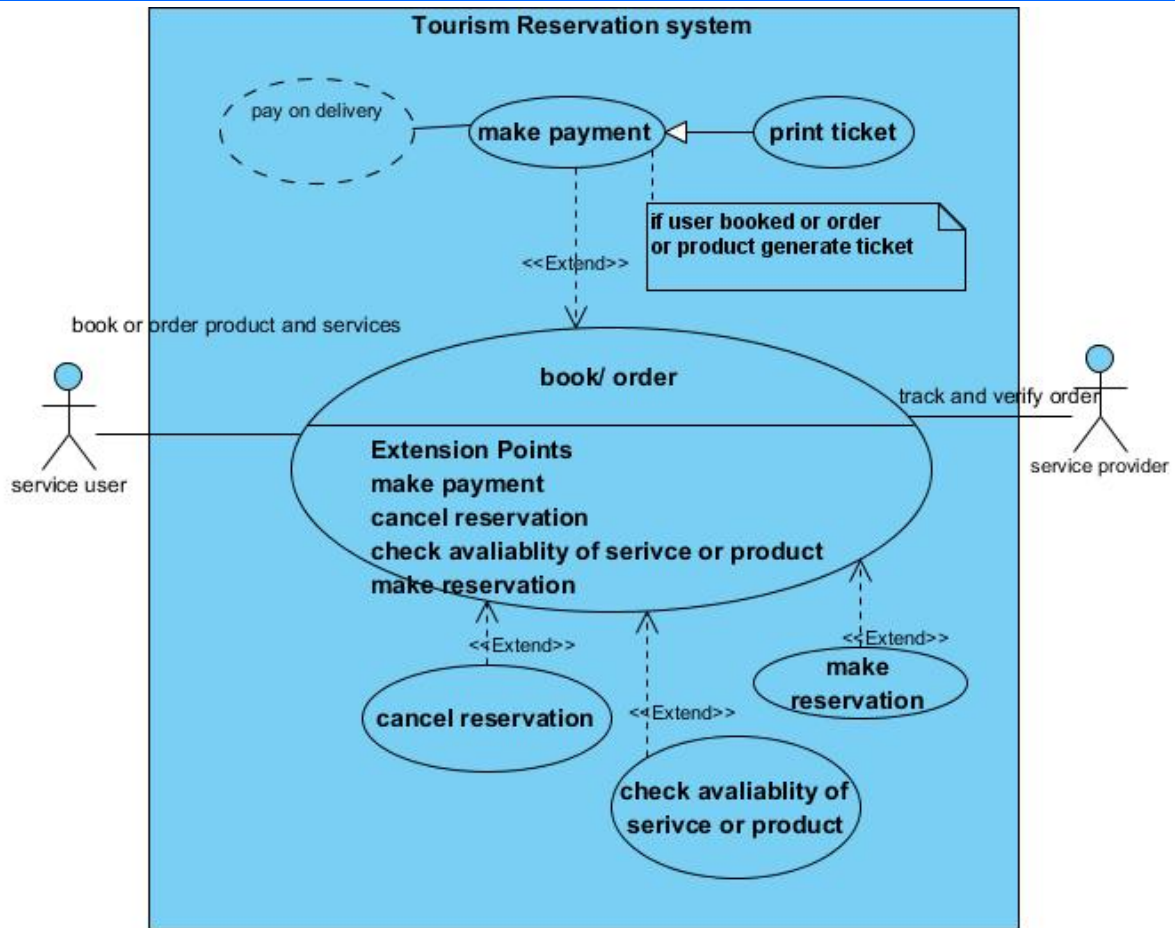 Tourism Reservation system
pay on delivery
make payment
print ticket
if user booked or order
or product generate ticket
<<Extend>>
book or order product and services
book/ order
track and verify order
service user
service provider
Extension Points
make payment
cancel reservation
check avaliablity of serivce or product
make reservation
<<Extend>>
<<Extend>>
make
reservation
cancel reservation
<<Extend>>
check avaliablity of
serivce or product